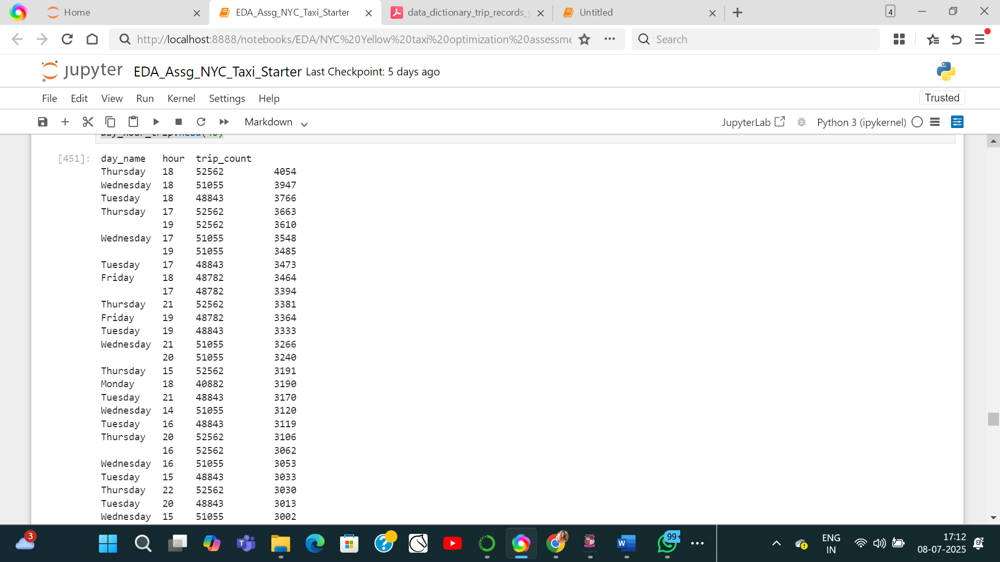 Home
EDA_Assg_NYC_Taxi_Starter
data_dictionary_trip_records_y
Untitled
4
http://localhost:8888/notebooks/EDA/NYC%20Yellow%20taxi%20optimization%20assessme
Search
jupyter EDA_Assg_NYC_Taxi_Starter Last Checkpoint: 5 days ago
File Edit View Run Kernel Settings Help
Trusted
Markdown
JupyterLab
Python 3 (ipykernel)
[451]: day_name hour trip_count
Thursday 18 52562 4054
Wednesday 18 51055 3947
Tuesday 18 48843 3766
Thursday 17 52562 3663
19 52562 3610
Wednesday 17 51055 3548
19 51055 3485
Tuesday 17 48843 3473
Friday 18 48782 3464
17 48782 3394
Thursday 21 52562 3381
Friday 19 48782 3364
Tuesday 19 48843 3333
Wednesday 21 51055 3266
20 51055 3240
Thursday 15 52562 3191
Monday 18 40882 3190
Tuesday 21 48843 3170
Wednesday 14 51055 3120
Tuesday 16 48843 3119
Thursday 20 52562 3106
16 52562 3062
Wednesday 16 51055 3053
Tuesday 15 48843 3033
Thursday 22 52562 3030
Tuesday 20 48843 3013
Wednesday 15 51055 3002
3
99+
ENG
IN
17:12
08-07-2025